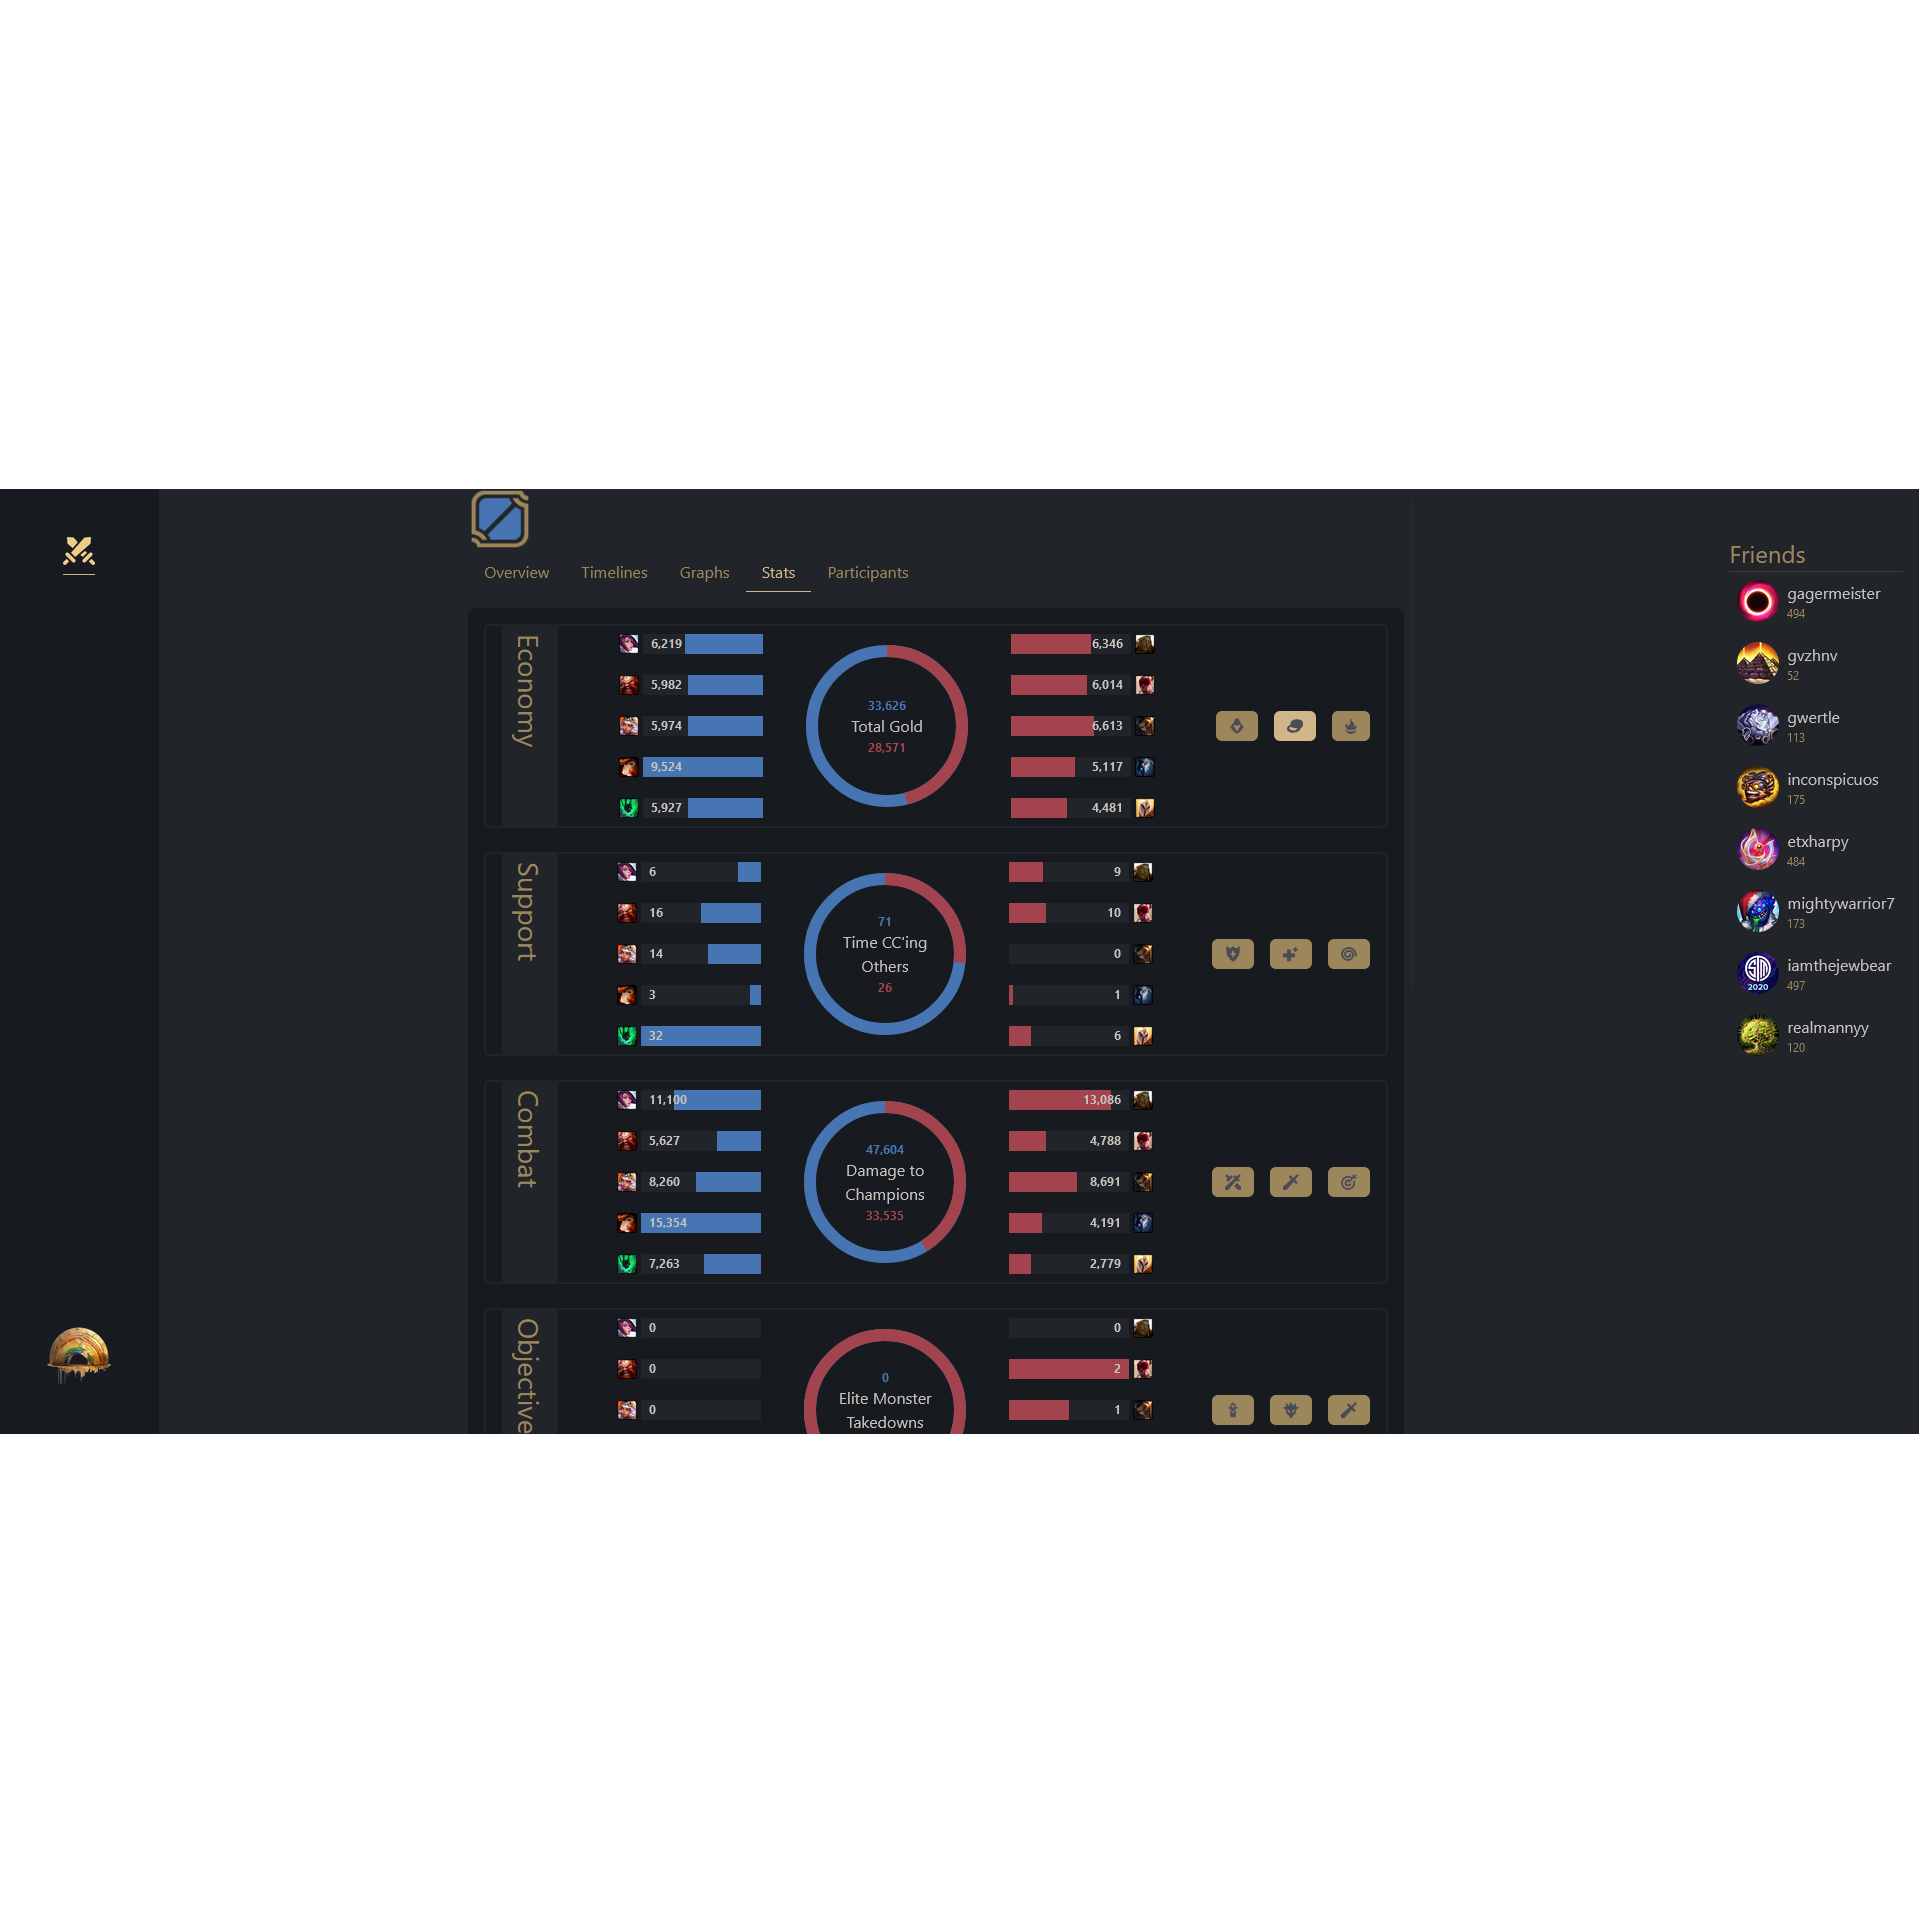 Overview Timelines Graphs Stats Participants
Economy
6,219
5,982
5,974
9,524
5,927
33,626
Total Gold
28,571
6,346
6,014
6,613
5,117
4,481
Support
6
16
14
3
32
71
Time CC'ing
Others
26
9
10
0
1
6
Combat
11,100
5,627
8,260
15,354
7,263
47,604
Damage to
Champions
33,535
13,086
4,788
8,691
4,191
2,779
Objective
0
0
0
0
Elite Monster
Takedowns
0
2
1
Friends
gagermeister
494
gvzhnv
52
gwertle
113
inconspicuos
175
etxharpy
484
mightywarrior7
173
iamthejewbear
497
2020
realmannyy
120